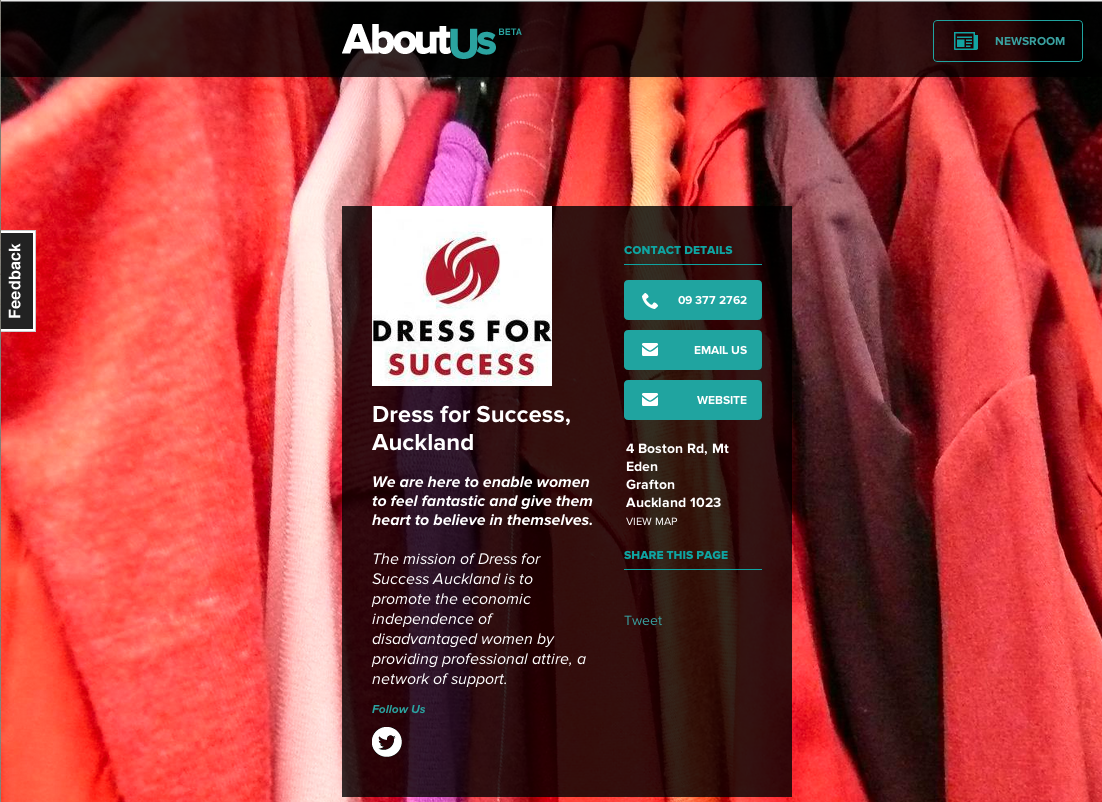 AboutUs BETA
NEWSROOM
Feedback
DRESS FOR
SUCCESS
Dress for Success,
Auckland
We are here to enable women
to feel fantastic and give them
heart to believe in themselves.
The mission of Dress for
Success Auckland is to
promote the economic
independence of
disadvantaged women by
providing professional attire, a
network of support.
Follow Us
CONTACT DETAILS
09 377 2762
EMAIL US
WEBSITE
4 Boston Rd, Mt
Eden
Grafton
Auckland 1023
VIEW MAP
SHARE THIS PAGE
Tweet